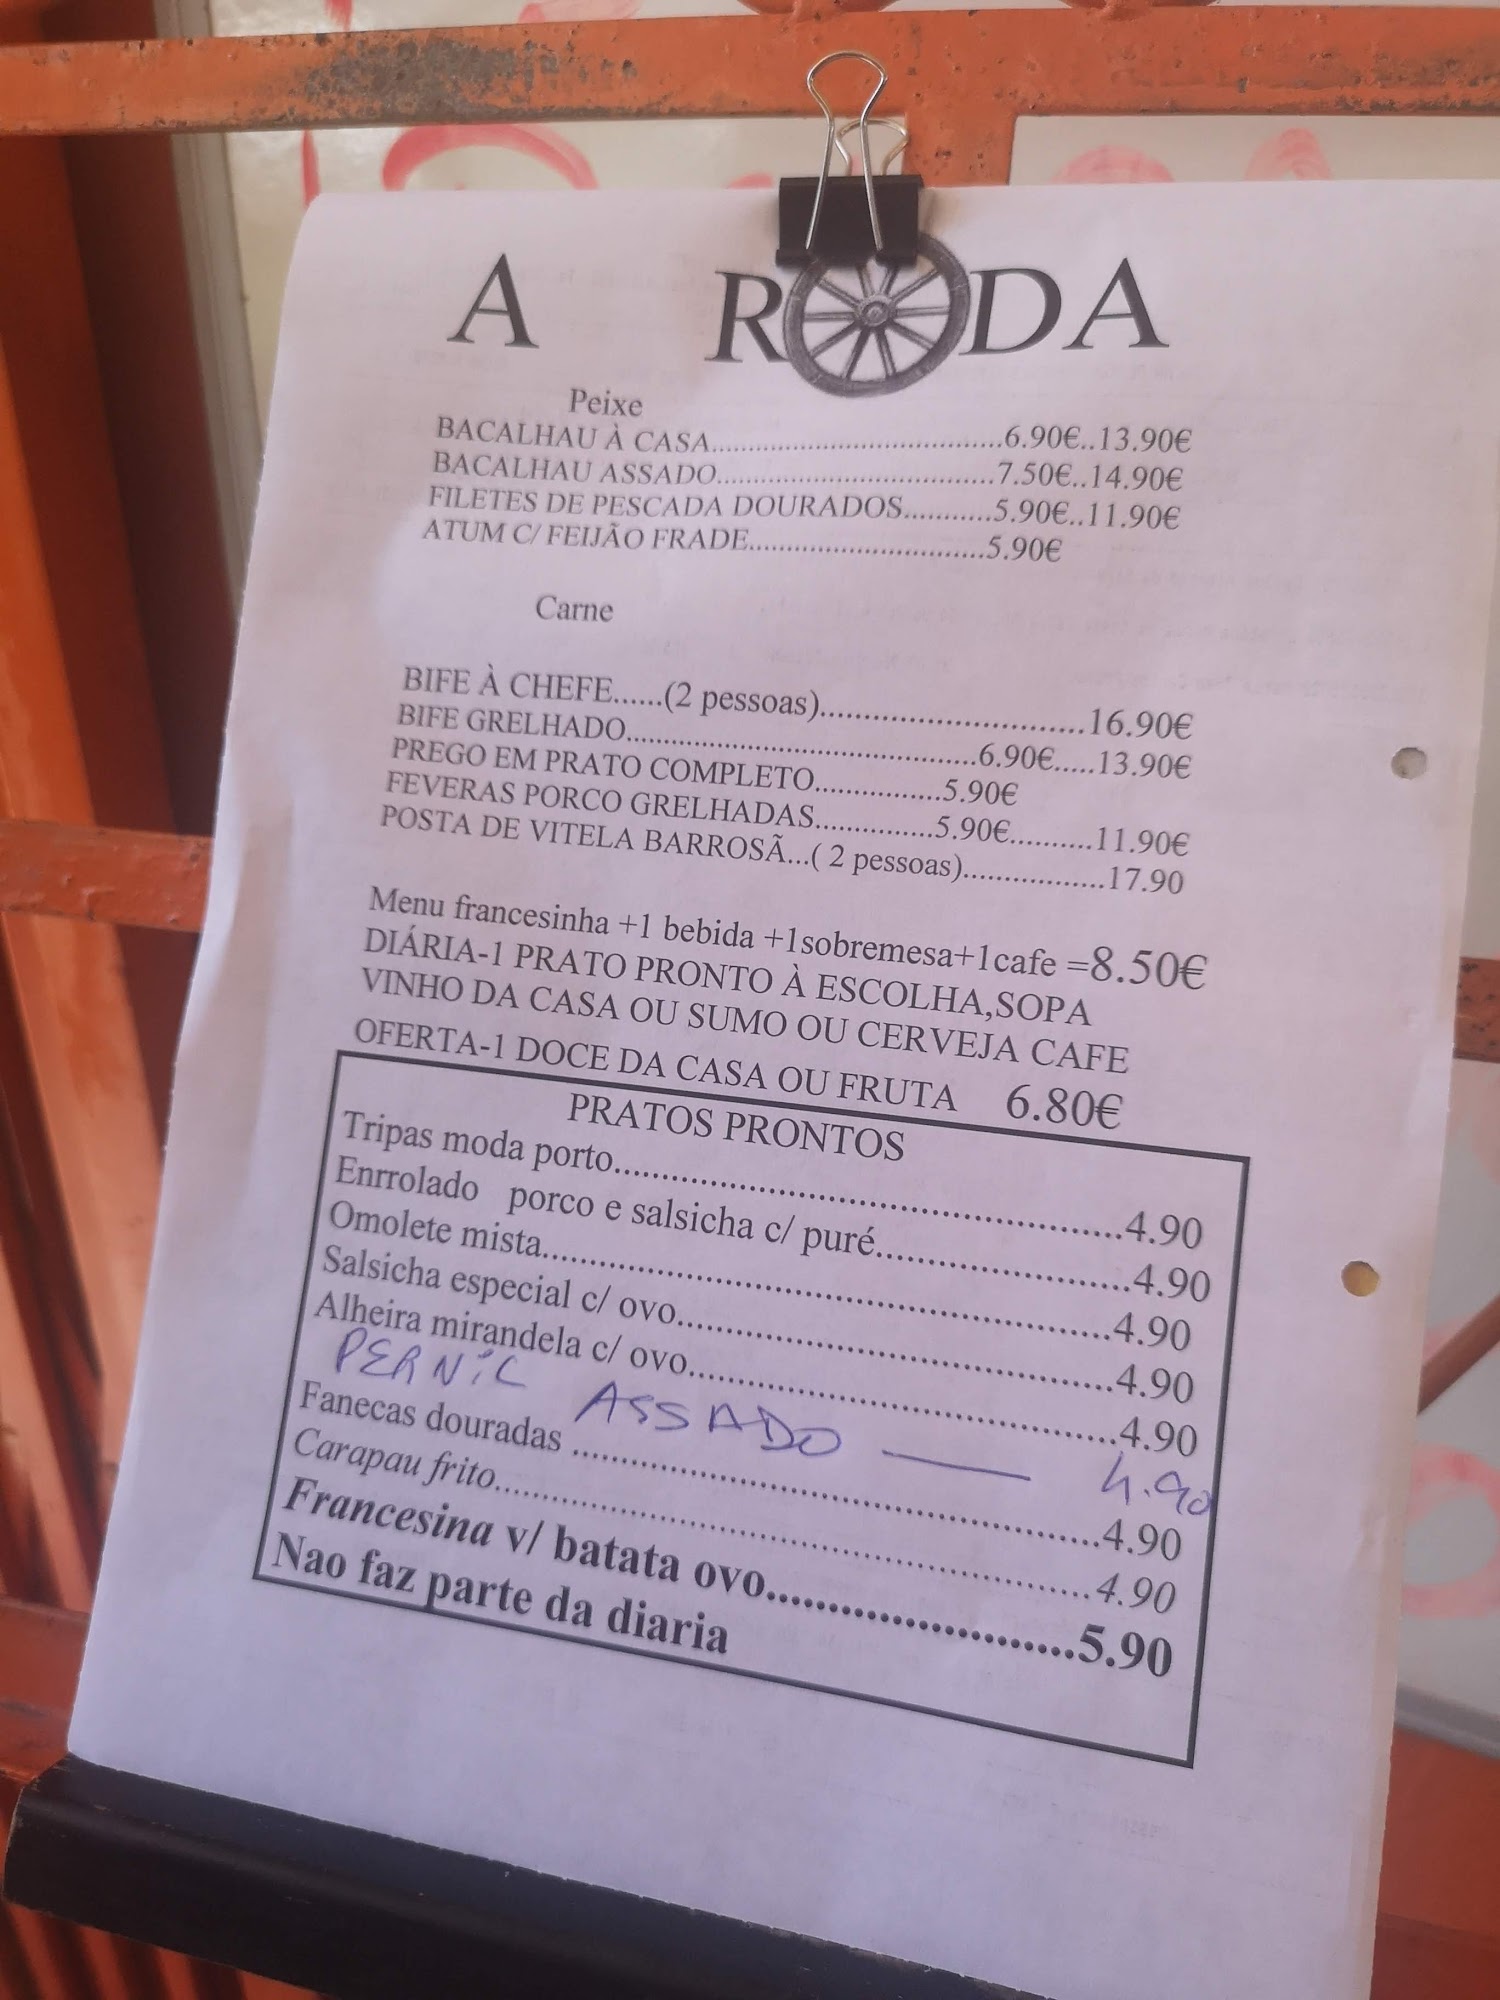 A RODA
Peixe
BACALHAU À CASA.......................................6.90€..13.90€
BACALHAU ASSADO.....................................7.50€..14.90€
FILETES DE PESCADA DOURADOS...........5.90€..11.90€
ATUM C/ FEIJÃO FRADE...............................5.90€
Carne
BIFE À CHEFE......(2 pessoas)..............................16.90€
BIFE GRELHADO..........................................6.90€.....13.90€
PREGO EM PRATO COMPLETO................5.90€
FEVERAS PORCO GRELHADAS...............5.90€..........11.90€
POSTA DE VITELA BARROSÃ...( 2 pessoas).................17.90
Menu francesinha +1 bebida +1sobremesa+1cafe =8.50€
DIÁRIA-1 PRATO PRONTO À ESCOLHA,SOPA
VINHO DA CASA OU SUMO OU CERVEJA CAFE
OFERTA-1 DOCE DA CASA OU FRUTA 6.80€
PRATOS PRONTOS
Tripas moda porto....................................................4.90
Enrrolado porco e salsicha c/ puré..........................4.90
Omolete mista..........................................................4.90
Salsicha especial c/ ovo............................................4.90
Alheira mirandela c/ ovo...........................................4.90
PERNiL ASSADO — 4.90
Fanecas douradas .....................................................4.90
Carapau frito............................................................4.90
Francesina v/ batata ovo...............................5.90
Nao faz parte da diaria